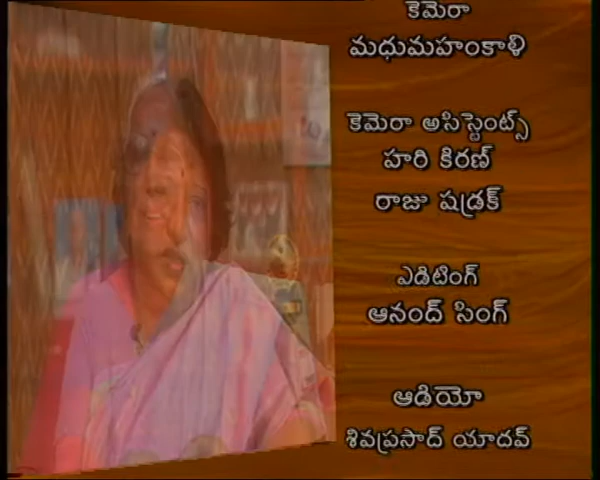 కెమెరా
మధుమహంకాళి
కెమెరా అసిస్టెంట్స్
హరి కిరణ్
రాజు షడ్రక్
ఎడిటింగ్
ఆనంద్ సింగ్
ఆడియో
శివప్రసాద్ యాదవ్